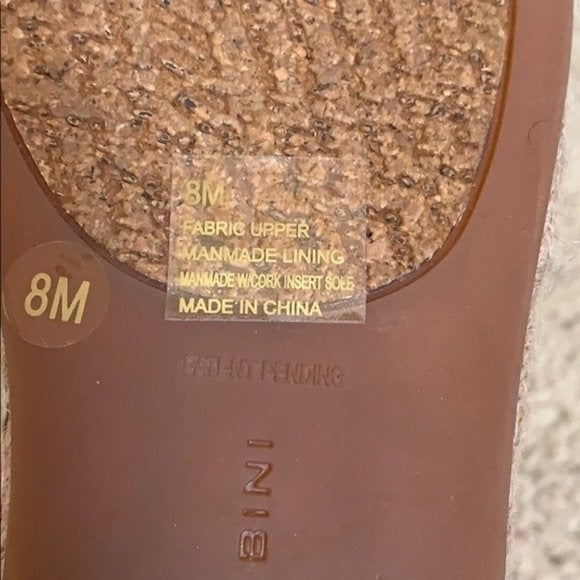 8M
FABRIC UPPER
MANMADE LINING
MANMADE W/CORK INSERT SOLE
MADE IN CHINA
8M
PATENT PENDING
BINI